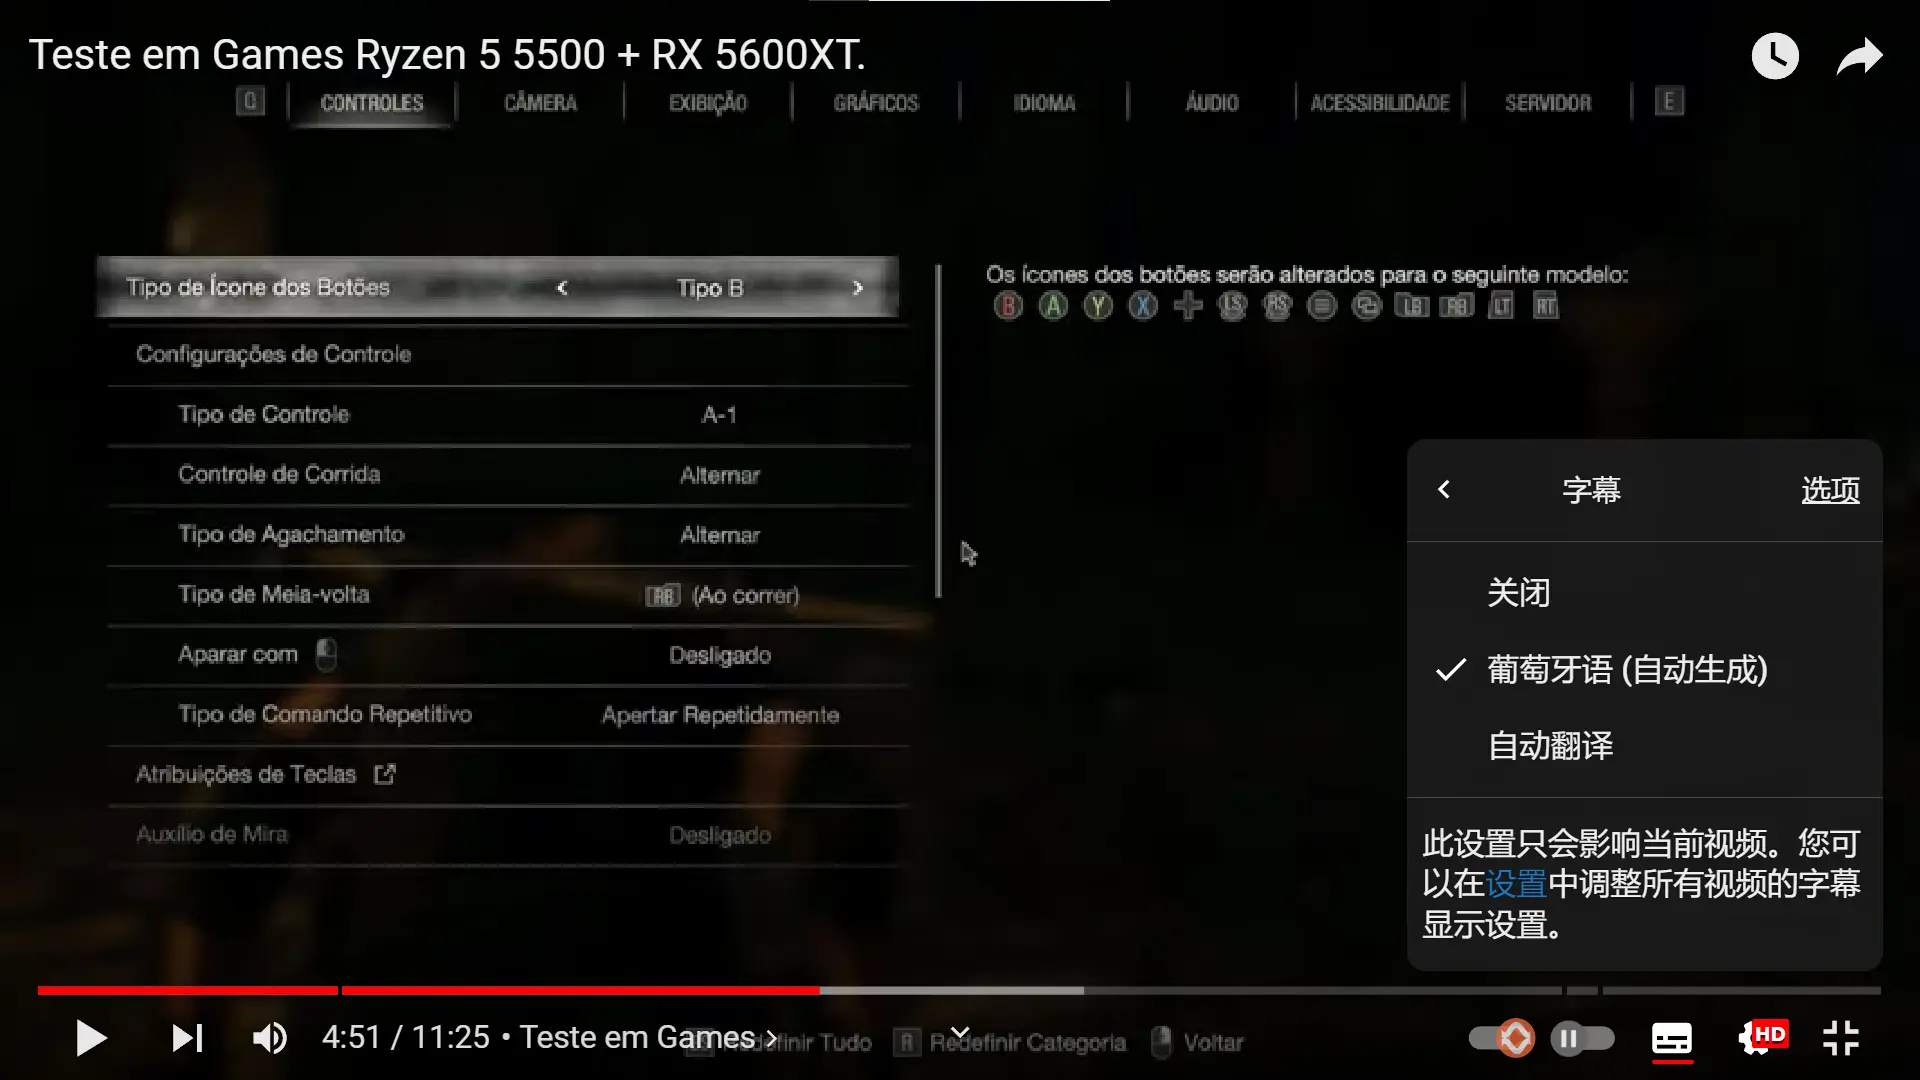 Teste em Games Ryzen 5 5500 + RX 5600XT.
Q CONTROLES CÂMERA EXIBIÇÃO GRÁFICOS IDIOMA ÁUDIO ACESSIBILIDADE SERVIDOR E
Tipo de Ícone dos Botões < Tipo B >
Configurações de Controle
Tipo de Controle A-1
Controle de Corrida Alternar
Tipo de Agachamento Alternar
Tipo de Meia-volta RB (Ao correr)
Aparar com Desligado
Tipo de Comando Repetitivo Apertar Repetidamente
Atribuições de Teclas
Auxílio de Mira Desligado
Os ícones dos botões serão alterados para o seguinte modelo:
B A Y X LS RS LB RB LT RT
字幕 选项
关闭
葡萄牙语 (自动生成)
自动翻译
此设置只会影响当前视频。您可
以在设置中调整所有视频的字幕
显示设置。
4:51 / 11:25 • Teste em Games
Redefinir Tudo R Redefinir Categoria Voltar
HD